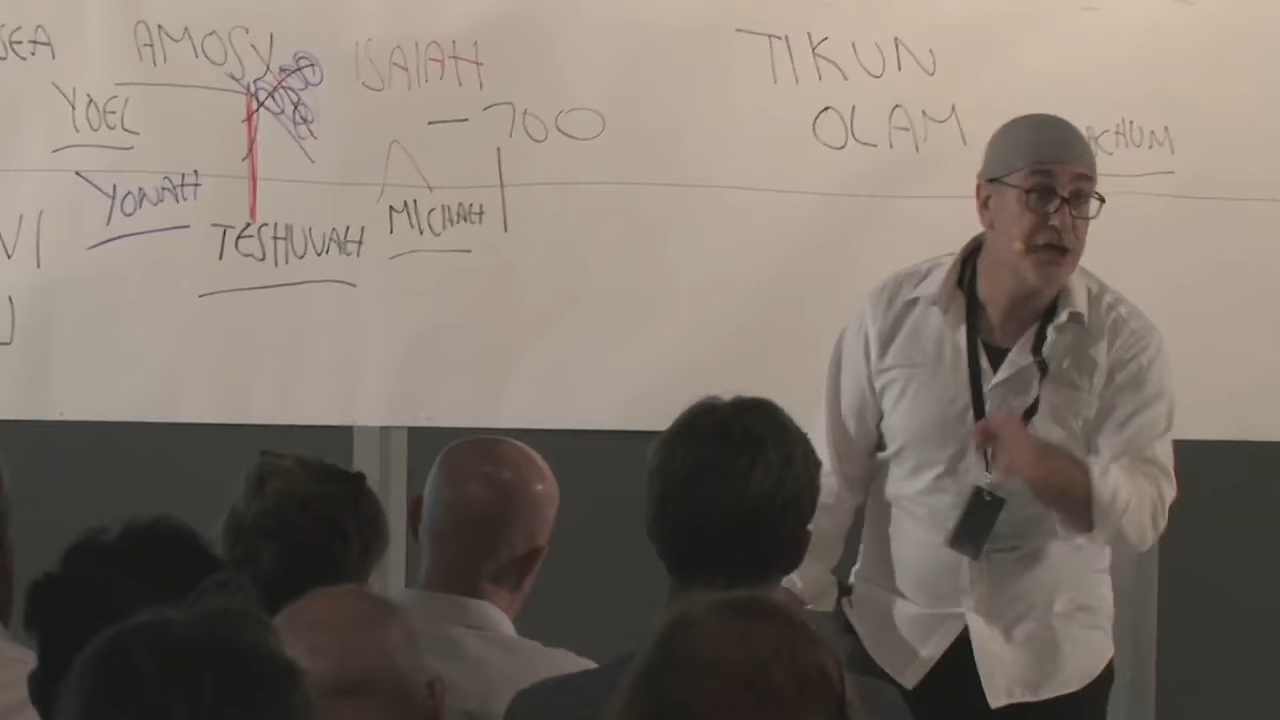 SEA AMOS ISAIAH TIKUN
YOEL - 700 OLAM ACHUM
YONAH
VI TESHUVAH MICHAH